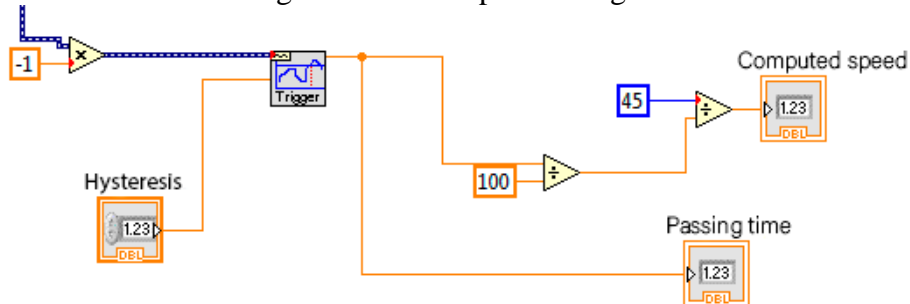 -1
Trigger
Computed speed
45
1.23
DBL
100
Hysteresis
1.23
DBL
Passing time
1.23
DBL